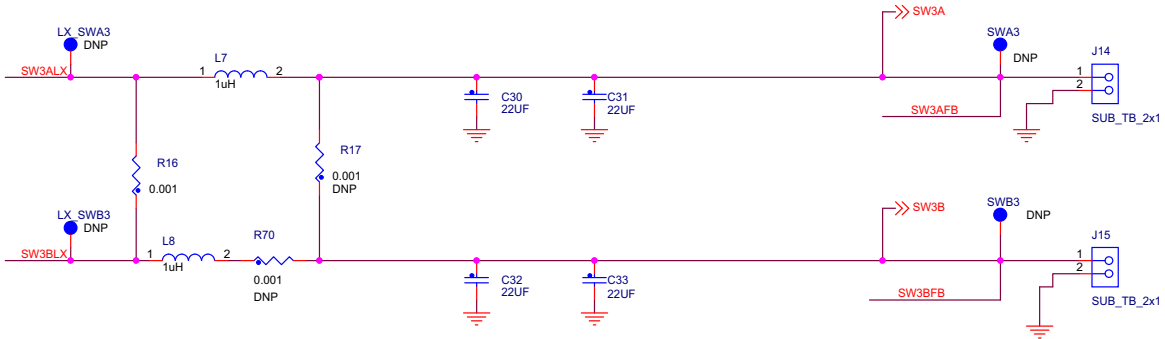 SW3A
LX_SWA3
DNP
SWA3
DNP
J14
L7
SW3ALX
1
2
1uH
1
2
C30
22UF
C31
22UF
SW3AFB
SUB_TB_2x1
R16
0.001
R17
0.001
DNP
LX_SWB3
DNP
SW3B
SWB3
DNP
J15
L8
R70
SW3BLX
1
2
1uH
1
2
0.001
DNP
C32
22UF
C33
22UF
SW3BFB
SUB_TB_2x1